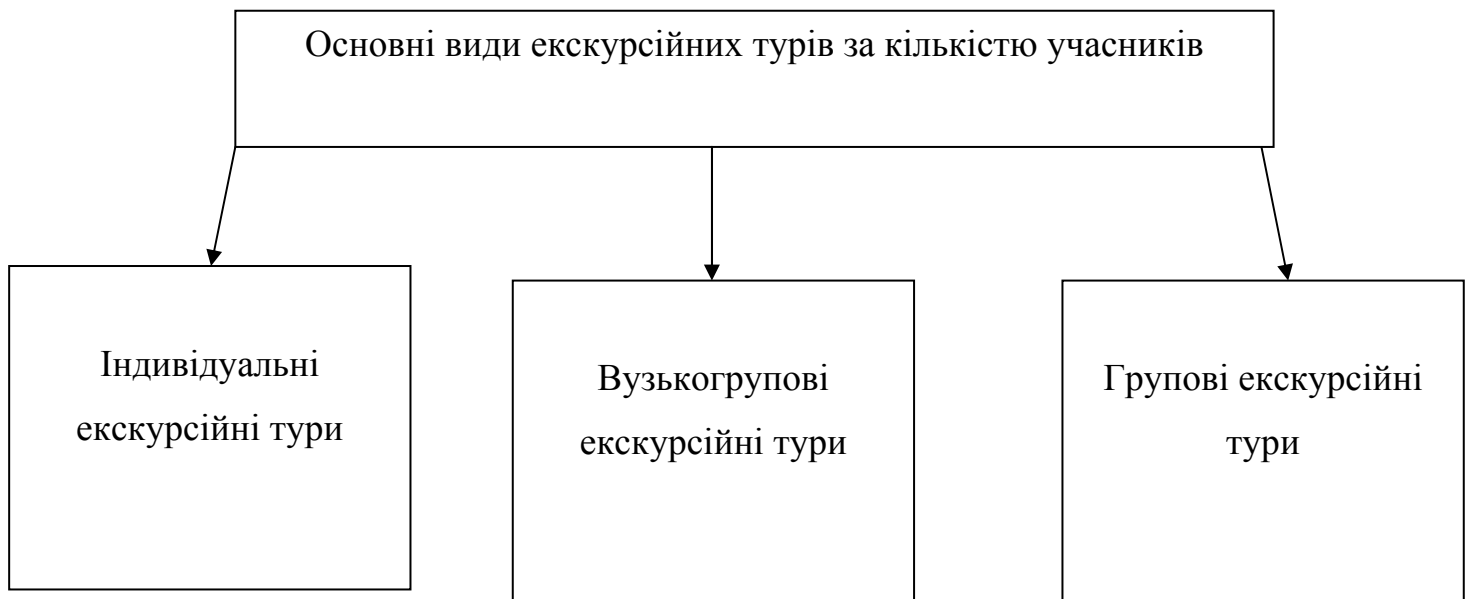 Основні види екскурсійних турів за кількістю учасників
Індивідуальні
екскурсійні тури
Вузькогрупові
екскурсійні тури
Групові екскурсійні
тури